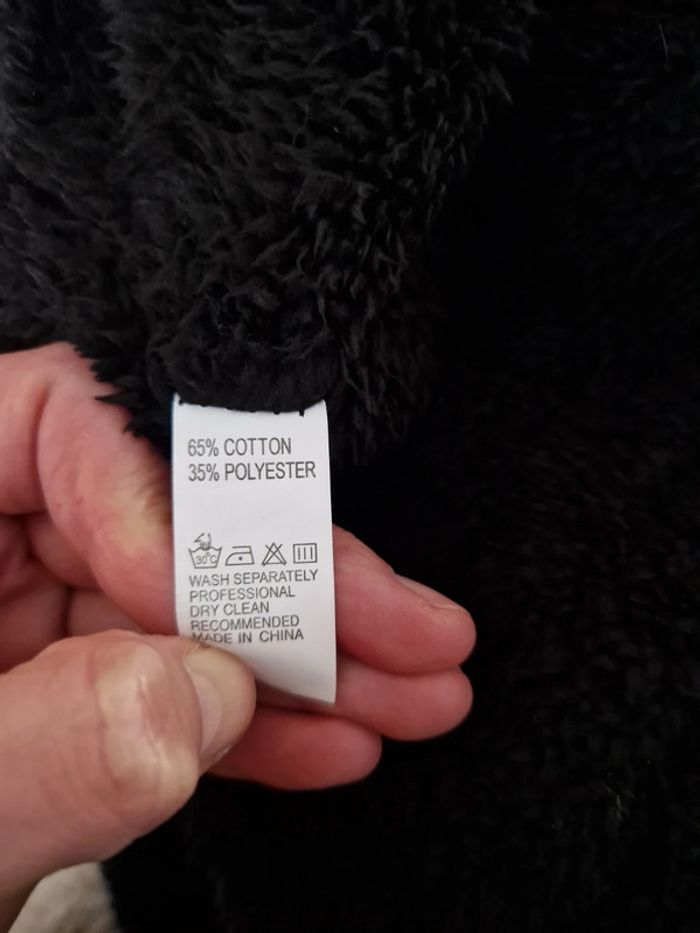 65% COTTON
35% POLYESTER
30°C
WASH SEPARATELY
PROFESSIONAL
DRY CLEAN
RECOMMENDED
MADE IN CHINA